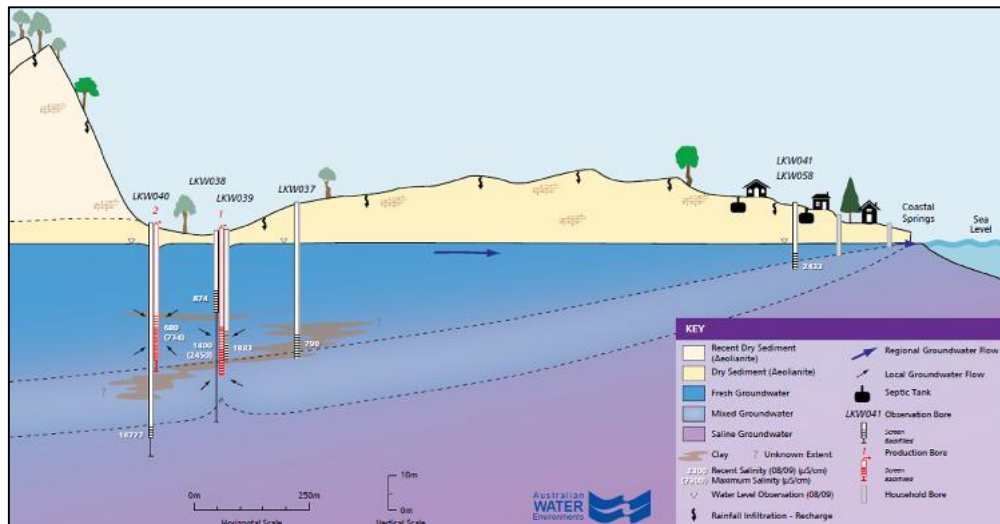 LKW040
2
LKW038
LKW039
1
LKW037
LKW041
LKW058
Coastal
Springs
Sea
Level
874
680
(734)
1400
(2450)
1883
790
2422
18777
?
?
KEY
Recent Dry Sediment
(Aeolianite)
Dry Sediment (Aeolianite)
Fresh Groundwater
Mixed Groundwater
Saline Groundwater
Clay
? Unknown Extent
2300 Recent Salinity (08/09) (µS/cm)
(7300) Maximum Salinity (µS/cm)
Water Level Observation (08/09)
Rainfall Infiltration - Recharge
Regional Groundwater Flow
Local Groundwater Flow
Septic Tank
LKW041 Observation Bore
Screen
Backfilled
1 Production Bore
Screen
Backfilled
Household Bore
0m
250m
Horizontal Scale
10m
0m
Vertical Scale
Australian
WATER
Environments